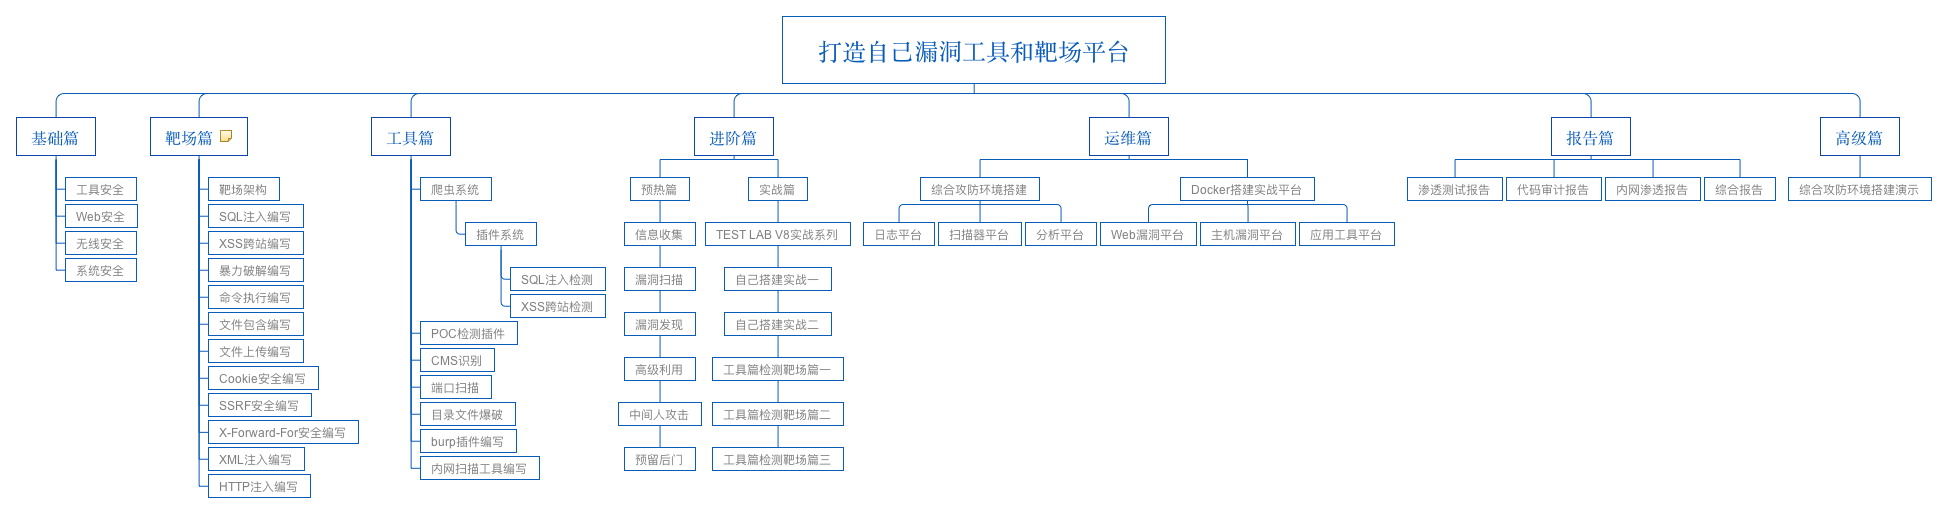 打造自己漏洞工具和靶场平台
基础篇
工具安全
Web安全
无线安全
系统安全
靶场篇
靶场架构
SQL注入编写
XSS跨站编写
暴力破解编写
命令执行编写
文件包含编写
文件上传编写
Cookie安全编写
SSRF安全编写
X-Forward-For安全编写
XML注入编写
HTTP注入编写
工具篇
爬虫系统
插件系统
SQL注入检测
XSS跨站检测
POC检测插件
CMS识别
端口扫描
目录文件爆破
burp插件编写
内网扫描工具编写
进阶篇
预热篇
信息收集
漏洞扫描
漏洞发现
高级利用
中间人攻击
预留后门
实战篇
TEST LAB V8实战系列
自己搭建实战一
自己搭建实战二
工具篇检测靶场篇一
工具篇检测靶场篇二
工具篇检测靶场篇三
运维篇
综合攻防环境搭建
日志平台
扫描器平台
分析平台
Docker搭建实战平台
Web漏洞平台
主机漏洞平台
应用工具平台
报告篇
渗透测试报告
代码审计报告
内网渗透报告
综合报告
高级篇
综合攻防环境搭建演示